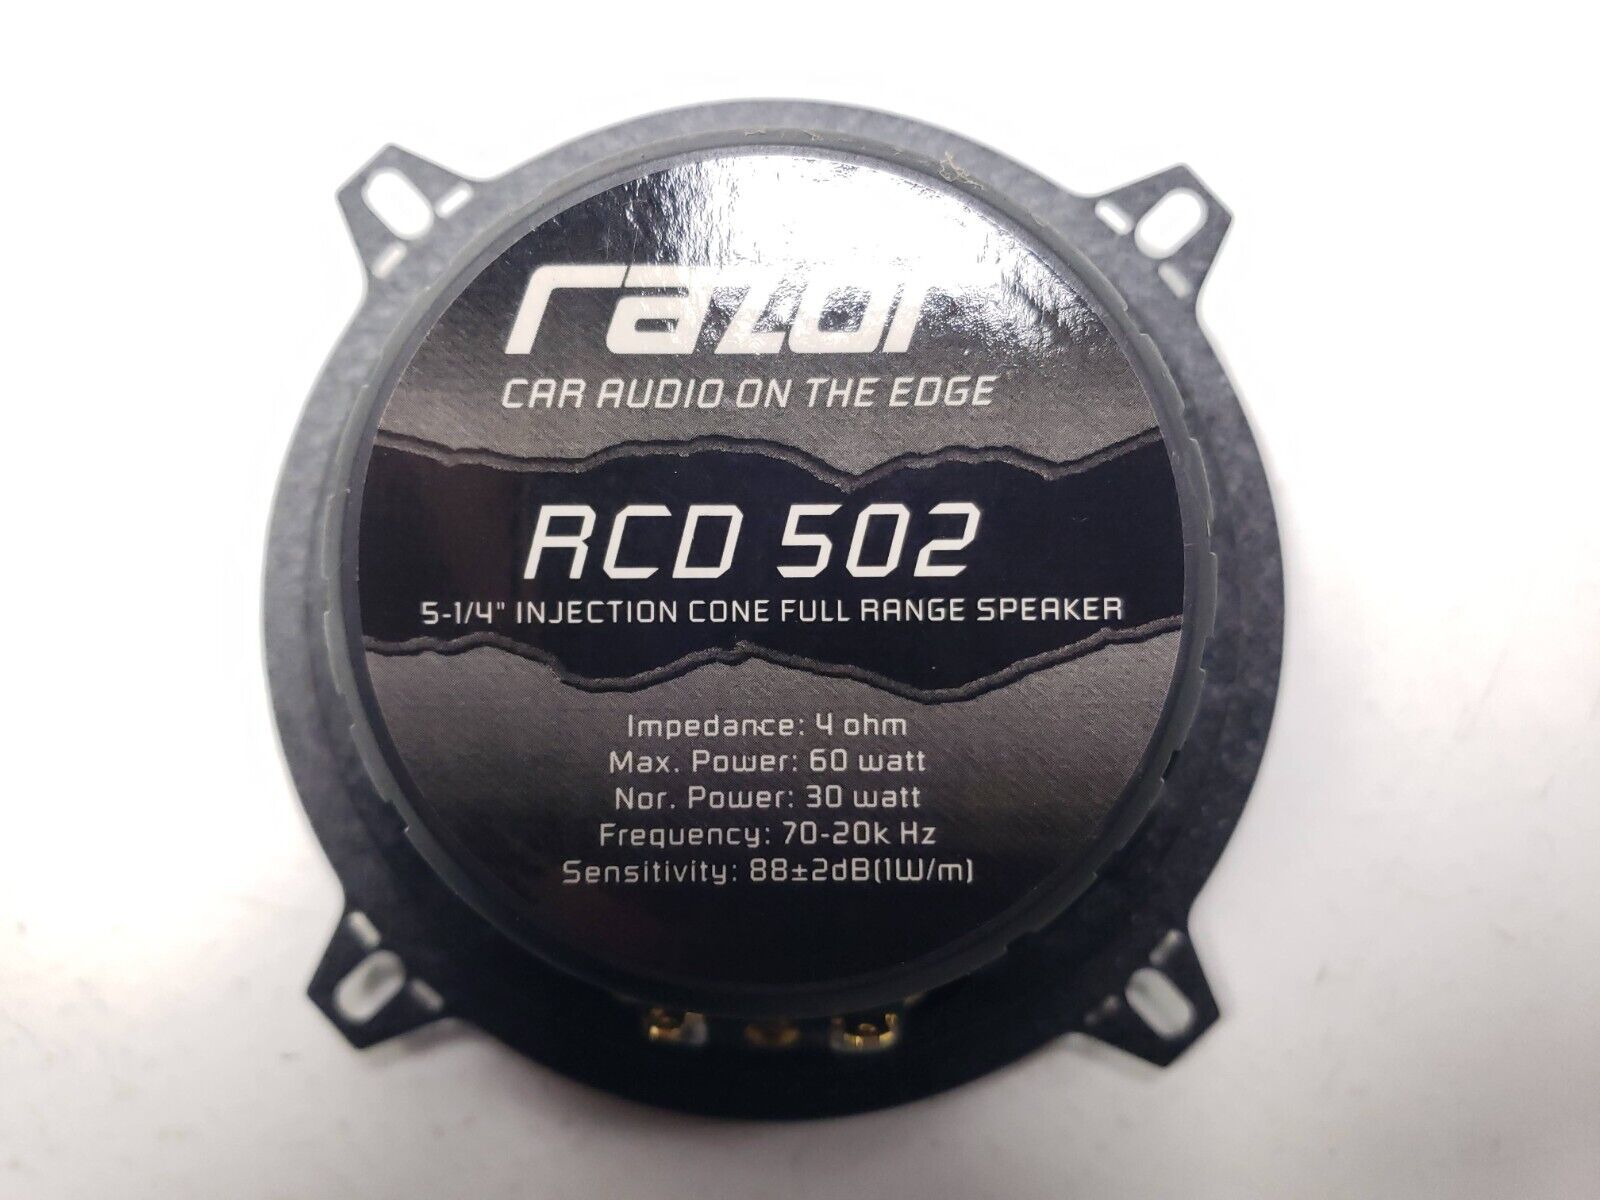 razor
CAR AUDIO ON THE EDGE
RCD 502
5-1/4" INJECTION CONE FULL RANGE SPEAKER
Impedance: 4 ohm
Max. Power: 60 watt
Nor. Power: 30 watt
Frequency: 70-20k Hz
Sensitivity: 88±2dB(1W/m)